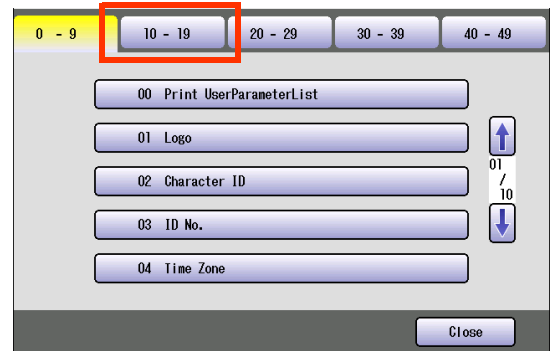 0 - 9 10 - 19 20 - 29 30 - 39 40 - 49
00 Print UserParameterList
01 Logo
02 Character ID
03 ID No.
04 Time Zone
01
/
10
Close